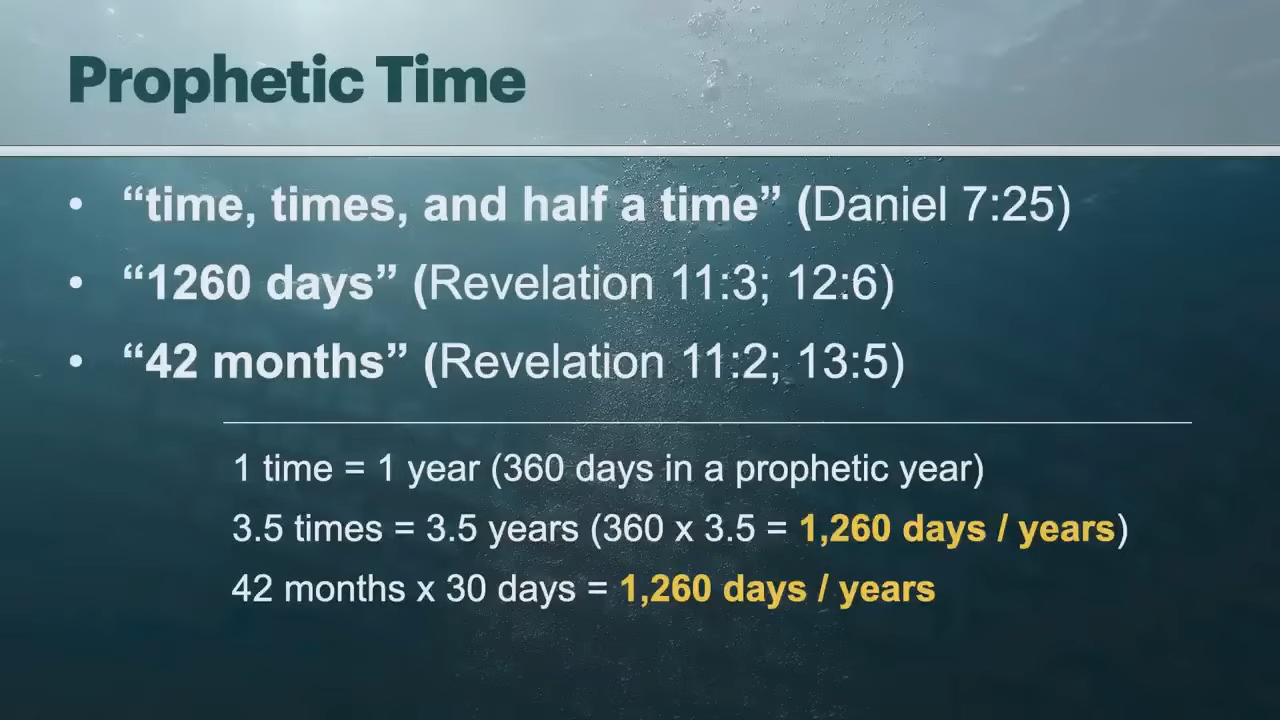 Prophetic Time
• “time, times, and half a time” (Daniel 7:25)
• “1260 days” (Revelation 11:3; 12:6)
• “42 months” (Revelation 11:2; 13:5)
1 time = 1 year (360 days in a prophetic year)
3.5 times = 3.5 years (360 x 3.5 = 1,260 days / years)
42 months x 30 days = 1,260 days / years